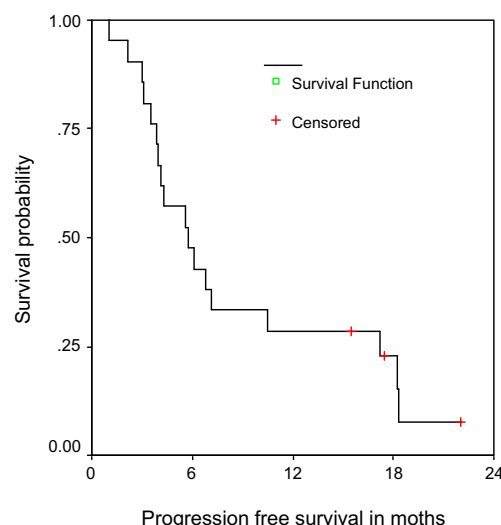 1.00
.75
.50
.25
0.00
Survival probability
Survival Function
Censored
0 6 12 18 24
Progression free survival in moths